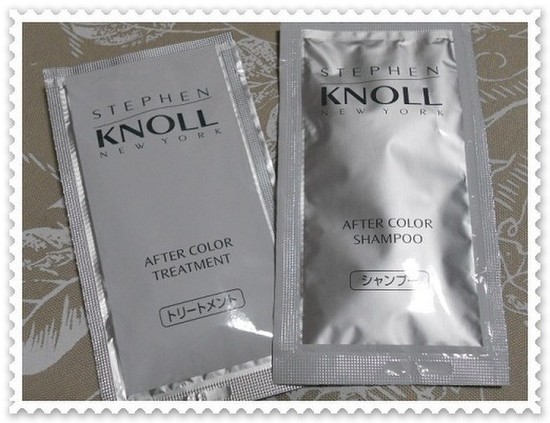 STEPHEN
KNOLL
NEW YORK
AFTER COLOR
TREATMENT
トリートメント
STEPHEN
KNOLL
NEW YORK
AFTER COLOR
SHAMPOO
シャンプー